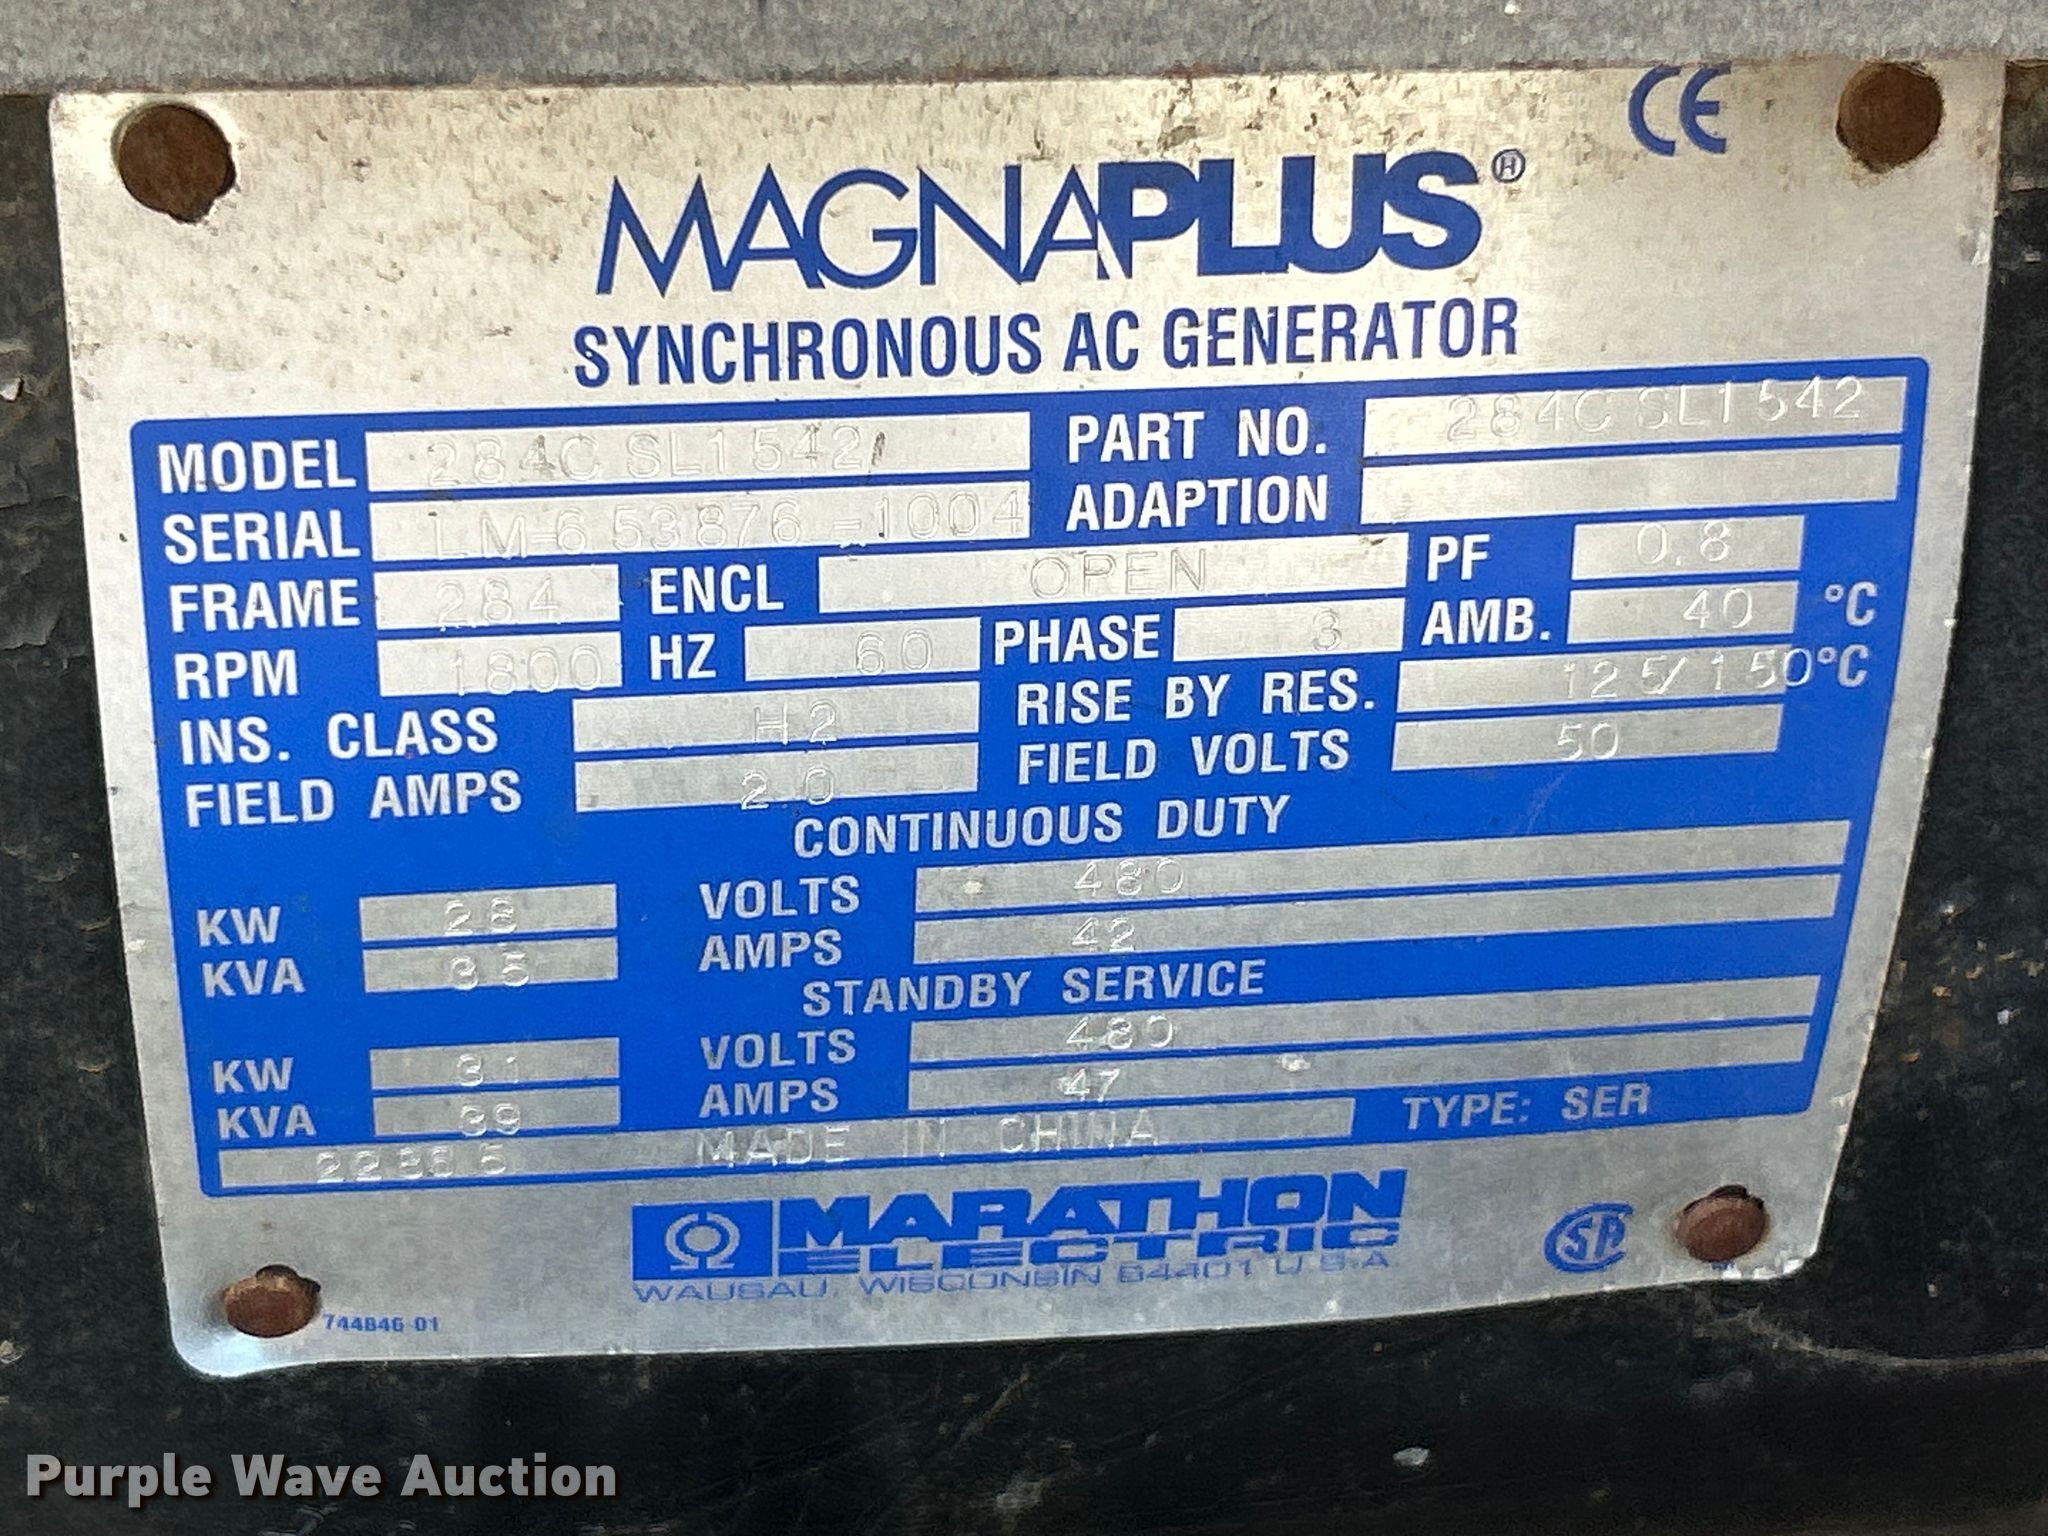 CE
MAGNAPLUS®
SYNCHRONOUS AC GENERATOR
MODEL 284CSL1542 PART NO. 284CSL1542
SERIAL LM-653876-1004 ADAPTION
FRAME 284 ENCL OPEN PF 0.8
RPM 1800 HZ 60 PHASE 3 AMB. 40 °C
INS. CLASS H2 RISE BY RES. 125/150°C
FIELD AMPS 2.0 FIELD VOLTS 50
CONTINUOUS DUTY
KW 28 VOLTS 480
KVA 35 AMPS 42
STANDBY SERVICE
KW 31 VOLTS 480
KVA 39 AMPS 47
MADE IN CHINA TYPE: SER
MARATHON
ELECTRIC
WAUSAU, WISCONSIN 54401 U.S.A
744846-01
Purple Wave Auction